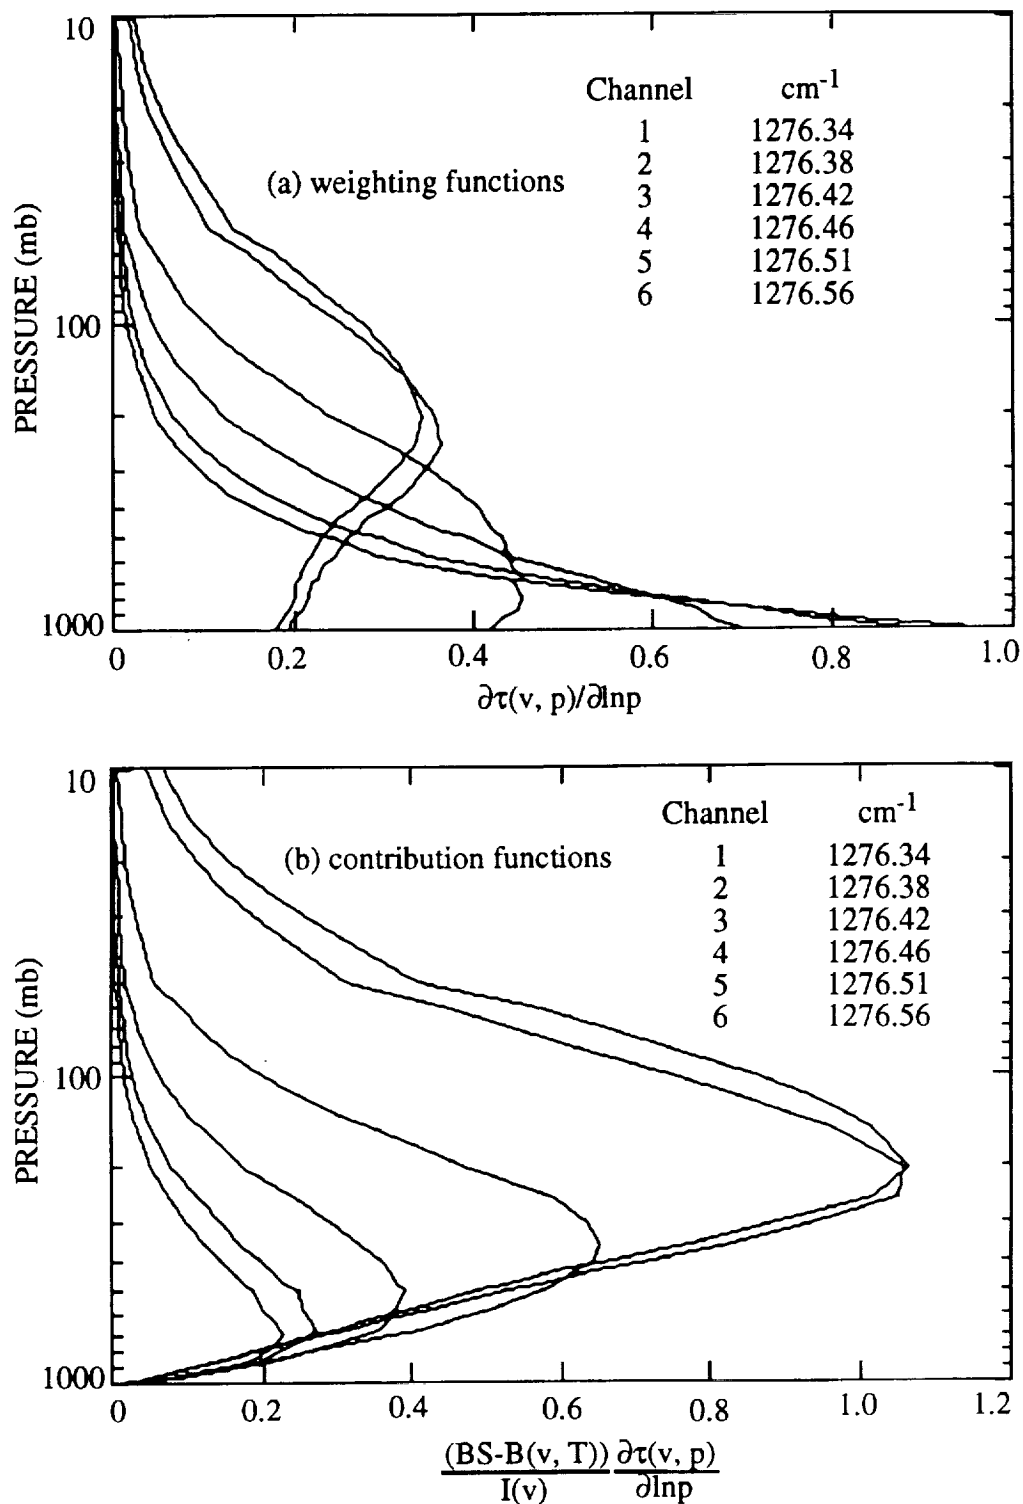 10
100
1000
PRESSURE (mb)
(a) weighting functions
Channel cm-1
1 1276.34
2 1276.38
3 1276.42
4 1276.46
5 1276.51
6 1276.56
0 0.2 0.4 0.6 0.8 1.0
∂τ(v, p)/∂lnp
10
100
1000
PRESSURE (mb)
(b) contribution functions
Channel cm-1
1 1276.34
2 1276.38
3 1276.42
4 1276.46
5 1276.51
6 1276.56
0 0.2 0.4 0.6 0.8 1.0 1.2
(BS-B(v, T)) ∂τ(v, p)
I(v) ∂lnp